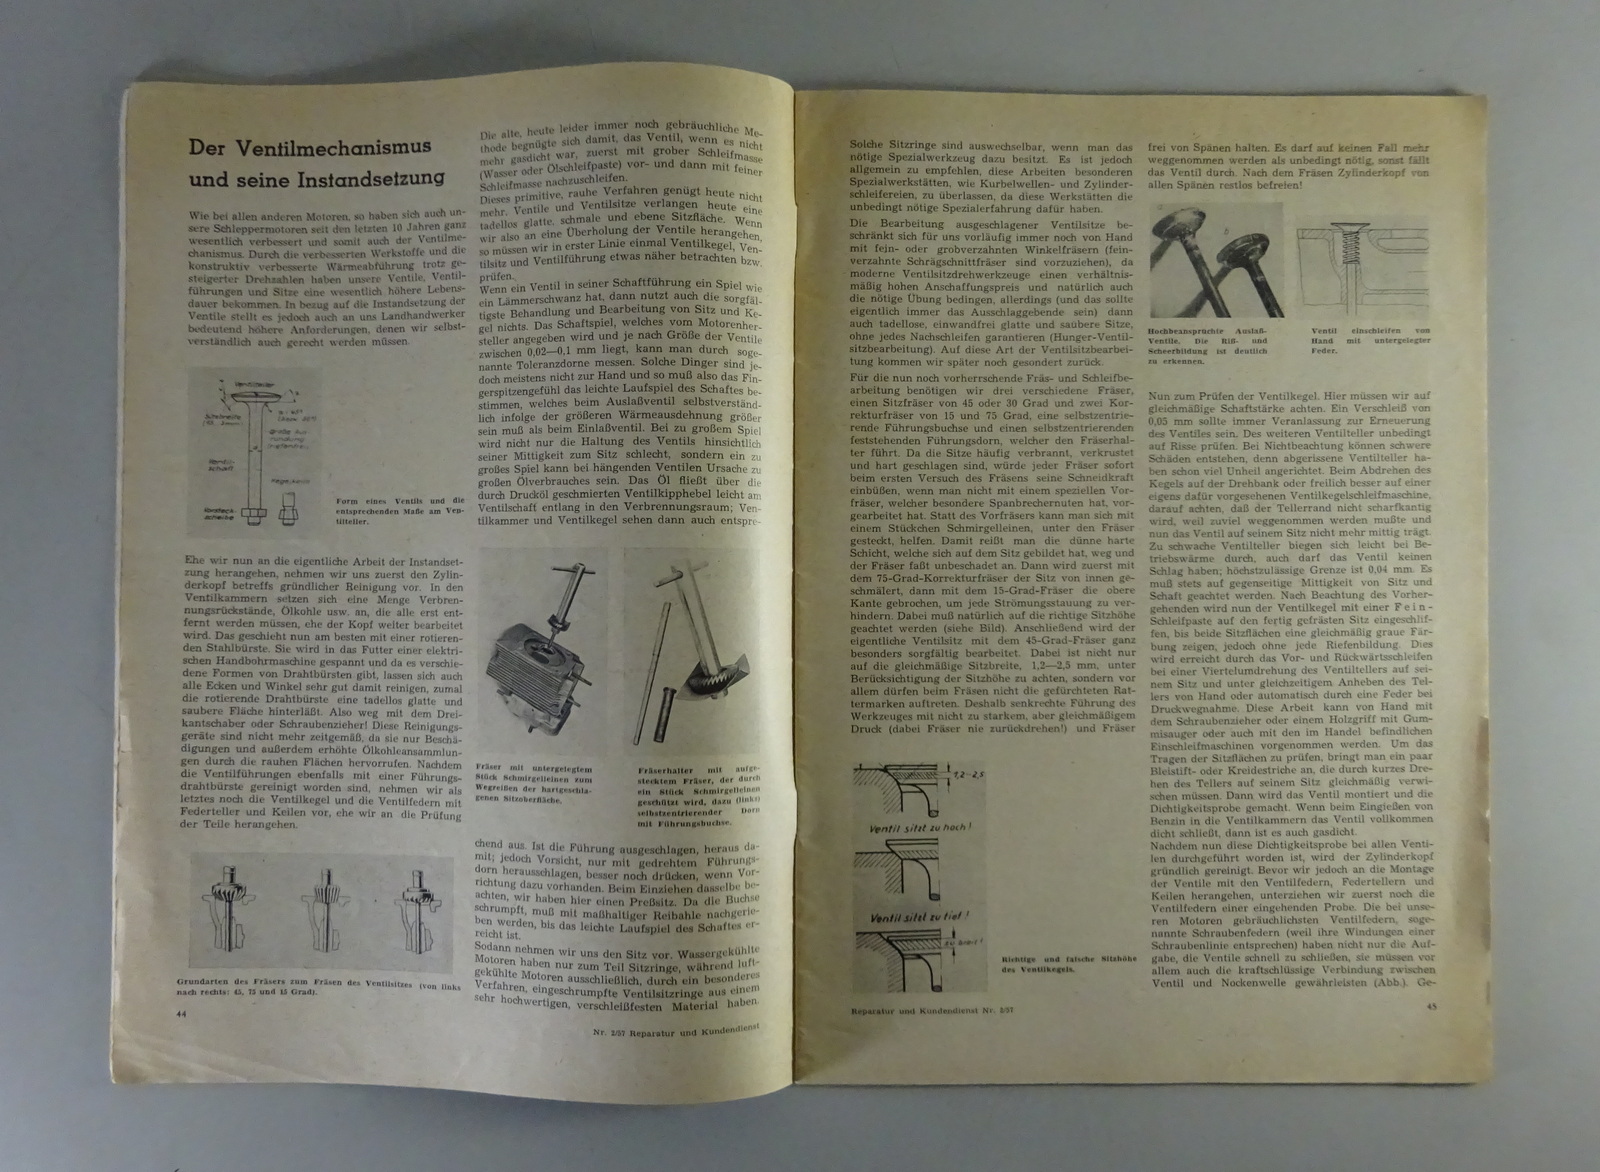 Der Ventilmechanismus
und seine Instandsetzung
Wie bei allen anderen Motoren, so haben sich auch un-
sere Schleppermotoren seit den letzten 10 Jahren ganz
wesentlich verbessert und somit auch der Ventilme-
chanismus. Durch die verbesserten Werkstoffe und die
konstruktiv verbesserte Wärmeabführung trotz ge-
steigerter Drehzahlen haben unsere Ventile, Ventil-
führungen und Sitze eine wesentlich höhere Lebens-
dauer bekommen. In bezug auf die Instandsetzung der
Ventile stellt es jedoch auch an uns Landhandwerker
bedeutend höhere Anforderungen, denen wir selbst-
verständlich auch gerecht werden müssen.
Ventilteller
Form eines Ventils und die
entsprechenden Maße am Ven-
tilteller.
Ehe wir nun an die eigentliche Arbeit der Instandset-
zung herangehen, nehmen wir uns zuerst den Zylin-
derkopf betreffs gründlicher Reinigung vor. In den
Ventilkammern setzen sich eine Menge Verbren-
nungsrückstände, Ölkohle usw. an, die alle erst ent-
fernt werden müssen, ehe der Kopf weiter bearbeitet
wird. Das geschieht nun am besten mit einer rotieren-
den Stahlbürste. Sie wird in das Futter einer elektri-
schen Handbohrmaschine gespannt und da es verschie-
dene Formen von Drahtbürsten gibt, lassen sich auch
alle Ecken und Winkel sehr gut damit reinigen, zumal
die rotierende Drahtbürste eine tadellos glatte und
saubere Fläche hinterläßt. Also weg mit dem Drei-
kantschaber oder Schraubenzieher! Diese Reinigungs-
geräte sind nicht mehr zeitgemäß, da sie nur Beschä-
digungen und außerdem erhöhte Ölkohleansammlun-
gen durch die rauhen Flächen hervorrufen. Nachdem
die Ventilführungen ebenfalls mit einer Führungs-
drahtbürste gereinigt worden sind, nehmen wir als
letztes noch die Ventilkegel und die Ventilfedern mit
Federteller und Keilen vor, ehe wir an die Prüfung
der Teile herangehen.
Grundarten des Fräsers zum Fräsen des Ventilsitzes (von links
nach rechts: 45, 75 und 15 Grad).
44
Die alte, heute leider immer noch gebräuchliche Me-
thode begnügte sich damit, das Ventil, wenn es nicht
mehr gasdicht war, zuerst mit grober Schleifmasse
(Wasser oder Ölschleifpaste) vor- und dann mit feiner
Schleifmasse nachzuschleifen.
Dieses primitive, rauhe Verfahren genügt heute nicht
mehr. Ventile und Ventilsitze verlangen heute eine
tadellos glatte, schmale und ebene Sitzfläche. Wenn
wir also an eine Überholung der Ventile herangehen,
so müssen wir in erster Linie einmal Ventilkegel, Ven-
tilsitz und Ventilführung etwas näher betrachten bzw.
prüfen.
Wenn ein Ventil in seiner Schaftführung ein Spiel wie
ein Lämmerschwanz hat, dann nutzt auch die sorgfäl-
tigste Behandlung und Bearbeitung von Sitz und Ke-
gel nichts. Das Schaftspiel, welches vom Motorenher-
steller angegeben wird und je nach Größe der Ventile
zwischen 0,02—0,1 mm liegt, kann man durch soge-
nannte Toleranzdorne messen. Solche Dinger sind je-
doch meistens nicht zur Hand und so muß also das Fin-
gerspitzengefühl das leichte Laufspiel des Schaftes be-
stimmen, welches beim Auslaßventil selbstverständ-
lich infolge der größeren Wärmeausdehnung größer
sein muß als beim Einlaßventil. Bei zu großem Spiel
wird nicht nur die Haltung des Ventils hinsichtlich
seiner Mittigkeit zum Sitz schlecht, sondern ein zu
großes Spiel kann bei hängenden Ventilen Ursache zu
großen Ölverbrauches sein. Das Öl fließt über die
durch Drucköl geschmierten Ventilkipphebel leicht am
Ventilschaft entlang in den Verbrennungsraum; Ven-
tilkammer und Ventilkegel sehen dann auch entspre-
Fräser mit untergelegtem
Stück Schmirgelleinen zum
Wegreißen der hartgeschla-
genen Sitzoberfläche.
Fräserhalter mit aufge-
stecktem Fräser, der durch
ein Stück Schmirgelleinen
geschützt wird, dazu (links)
selbstzentrierender Dorn
mit Führungsbuchse.
chend aus. Ist die Führung ausgeschlagen, heraus da-
mit; jedoch Vorsicht, nur mit gedrehtem Führungs-
dorn herausschlagen, besser noch drücken, wenn Vor-
richtung dazu vorhanden. Beim Einziehen dasselbe be-
achten, wir haben hier einen Preßsitz. Da die Buchse
schrumpft, muß mit maßhaltiger Reibahle nachgerie-
ben werden, bis das leichte Laufspiel des Schaftes er-
reicht ist.
Sodann nehmen wir uns den Sitz vor. Wassergekühlte
Motoren haben nur zum Teil Sitzringe, während luft-
gekühlte Motoren ausschließlich, durch ein besonderes
Verfahren, eingeschrumpfte Ventilsitzringe aus einem
sehr hochwertigen, verschleißfesten Material haben.
Nr. 2/57 Reparatur und Kundendienst
Solche Sitzringe sind auswechselbar, wenn man das
nötige Spezialwerkzeug dazu besitzt. Es ist jedoch
allgemein zu empfehlen, diese Arbeiten besonderen
Spezialwerkstätten, wie Kurbelwellen- und Zylinder-
schleifereien, zu überlassen, da diese Werkstätten die
unbedingt nötige Spezialerfahrung dafür haben.
Die Bearbeitung ausgeschlagener Ventilsitze be-
schränkt sich für uns vorläufig immer noch von Hand
mit fein- oder grobverzahnten Winkelfräsern (fein-
verzahnte Schrägschnittfräser sind vorzuziehen), da
moderne Ventilsitzdrehwerkzeuge einen verhältnis-
mäßig hohen Anschaffungspreis und natürlich auch
die nötige Übung bedingen, allerdings (und das sollte
eigentlich immer das Ausschlaggebende sein) dann
auch tadellose, einwandfrei glatte und saubere Sitze,
ohne jedes Nachschleifen garantieren (Hunger-Ventil-
sitzbearbeitung). Auf diese Art der Ventilsitzbearbei-
tung kommen wir später noch gesondert zurück.
Für die nun noch vorherrschende Fräs- und Schleifbe-
arbeitung benötigen wir drei verschiedene Fräser,
einen Sitzfräser von 45 oder 30 Grad und zwei Kor-
rekturfräser von 15 und 75 Grad, eine selbstzentrie-
rende Führungsbuchse und einen selbstzentrierenden
feststehenden Führungsdorn, welcher den Fräserhal-
ter führt. Da die Sitze häufig verbrannt, verkrustet
und hart geschlagen sind, würde jeder Fräser sofort
beim ersten Versuch des Fräsens seine Schneidkraft
einbüßen, wenn man nicht mit einem speziellen Vor-
fräser, welcher besondere Spanbrechernuten hat, vor-
gearbeitet hat. Statt des Vorfräsers kann man sich mit
einem Stückchen Schmirgelleinen, unter den Fräser
gesteckt, helfen. Damit reißt man die dünne harte
Schicht, welche sich auf dem Sitz gebildet hat, weg und
der Fräser faßt unbeschadet an. Dann wird zuerst mit
dem 75-Grad-Korrekturfräser der Sitz von innen ge-
schmälert, dann mit dem 15-Grad-Fräser die obere
Kante gebrochen, um jede Strömungsstauung zu ver-
hindern. Dabei muß natürlich auf die richtige Sitzhöhe
geachtet werden (siehe Bild). Anschließend wird der
eigentliche Ventilsitz mit dem 45-Grad-Fräser ganz
besonders sorgfältig bearbeitet. Dabei ist nicht nur
auf die gleichmäßige Sitzbreite, 1,2—2,5 mm, unter
Berücksichtigung der Sitzhöhe zu achten, sondern vor
allem dürfen beim Fräsen nicht die gefürchteten Rat-
termarken auftreten. Deshalb senkrechte Führung des
Werkzeuges mit nicht zu starkem, aber gleichmäßigem
Druck (dabei Fräser nie zurückdrehen!) und Fräser
1,2-2,5
Ventil sitzt zu hoch!
Ventil sitzt zu tief!
zu breit!
Richtige und falsche Sitzhöhe
des Ventilkegels.
Reparatur und Kundendienst Nr. 2/57
frei von Spänen halten. Es darf auf keinen Fall mehr
weggenommen werden als unbedingt nötig, sonst fällt
das Ventil durch. Nach dem Fräsen Zylinderkopf von
allen Spänen restlos befreien!
a
b
Hochbeanspruchte Auslaß-
Ventile. Die Riß- und
Scheerbildung ist deutlich
zu erkennen.
Ventil einschleifen von
Hand mit untergelegter
Feder.
Nun zum Prüfen der Ventilkegel. Hier müssen wir auf
gleichmäßige Schaftstärke achten. Ein Verschleiß von
0,05 mm sollte immer Veranlassung zur Erneuerung
des Ventiles sein. Des weiteren Ventilteller unbedingt
auf Risse prüfen. Bei Nichtbeachtung können schwere
Schäden entstehen, denn abgerissene Ventilteller ha-
ben schon viel Unheil angerichtet. Beim Abdrehen des
Kegels auf der Drehbank oder freilich besser auf einer
eigens dafür vorgesehenen Ventilkegelschleifmaschine,
darauf achten, daß der Tellerrand nicht scharfkantig
wird, weil zuviel weggenommen werden mußte und
nun das Ventil auf seinem Sitz nicht mehr mittig trägt.
Zu schwache Ventilteller biegen sich leicht bei Be-
triebswärme durch, auch darf das Ventil keinen
Schlag haben; höchstzulässige Grenze ist 0,04 mm. Es
muß stets auf gegenseitige Mittigkeit von Sitz und
Schaft geachtet werden. Nach Beachtung des Vorher-
gehenden wird nun der Ventilkegel mit einer Fein-
Schleifpaste auf den fertig gefrästen Sitz eingeschlif-
fen, bis beide Sitzflächen eine gleichmäßig graue Fär-
bung zeigen, jedoch ohne jede Riefenbildung. Dies
wird erreicht durch das Vor- und Rückwärtsschleifen
bei einer Viertelumdrehung des Ventiltellers auf sei-
nem Sitz und unter gleichzeitigem Anheben des Tel-
lers von Hand oder automatisch durch eine Feder bei
Druckwegnahme. Diese Arbeit kann von Hand mit
dem Schraubenzieher oder einem Holzgriff mit Gum-
misauger oder auch mit den im Handel befindlichen
Einschleifmaschinen vorgenommen werden. Um das
Tragen der Sitzflächen zu prüfen, bringt man ein paar
Bleistift- oder Kreidestriche an, die durch kurzes Dre-
hen des Tellers auf seinem Sitz gleichmäßig verwi-
schen müssen. Dann wird das Ventil montiert und die
Dichtigkeitsprobe gemacht. Wenn beim Eingießen von
Benzin in die Ventilkammern das Ventil vollkommen
dicht schließt, dann ist es auch gasdicht.
Nachdem nun diese Dichtigkeitsprobe bei allen Venti-
len durchgeführt worden ist, wird der Zylinderkopf
gründlich gereinigt. Bevor wir jedoch an die Montage
der Ventile mit den Ventilfedern, Federtellern und
Keilen herangehen, unterziehen wir zuerst noch die
Ventilfedern einer eingehenden Probe. Die bei unse-
ren Motoren gebräuchlichsten Ventilfedern, soge-
nannte Schraubenfedern (weil ihre Windungen einer
Schraubenlinie entsprechen) haben nicht nur die Auf-
gabe, die Ventile schnell zu schließen, sie müssen vor
allem auch die kraftschlüssige Verbindung zwischen
Ventil und Nockenwelle gewährleisten (Abb.). Ge-
45